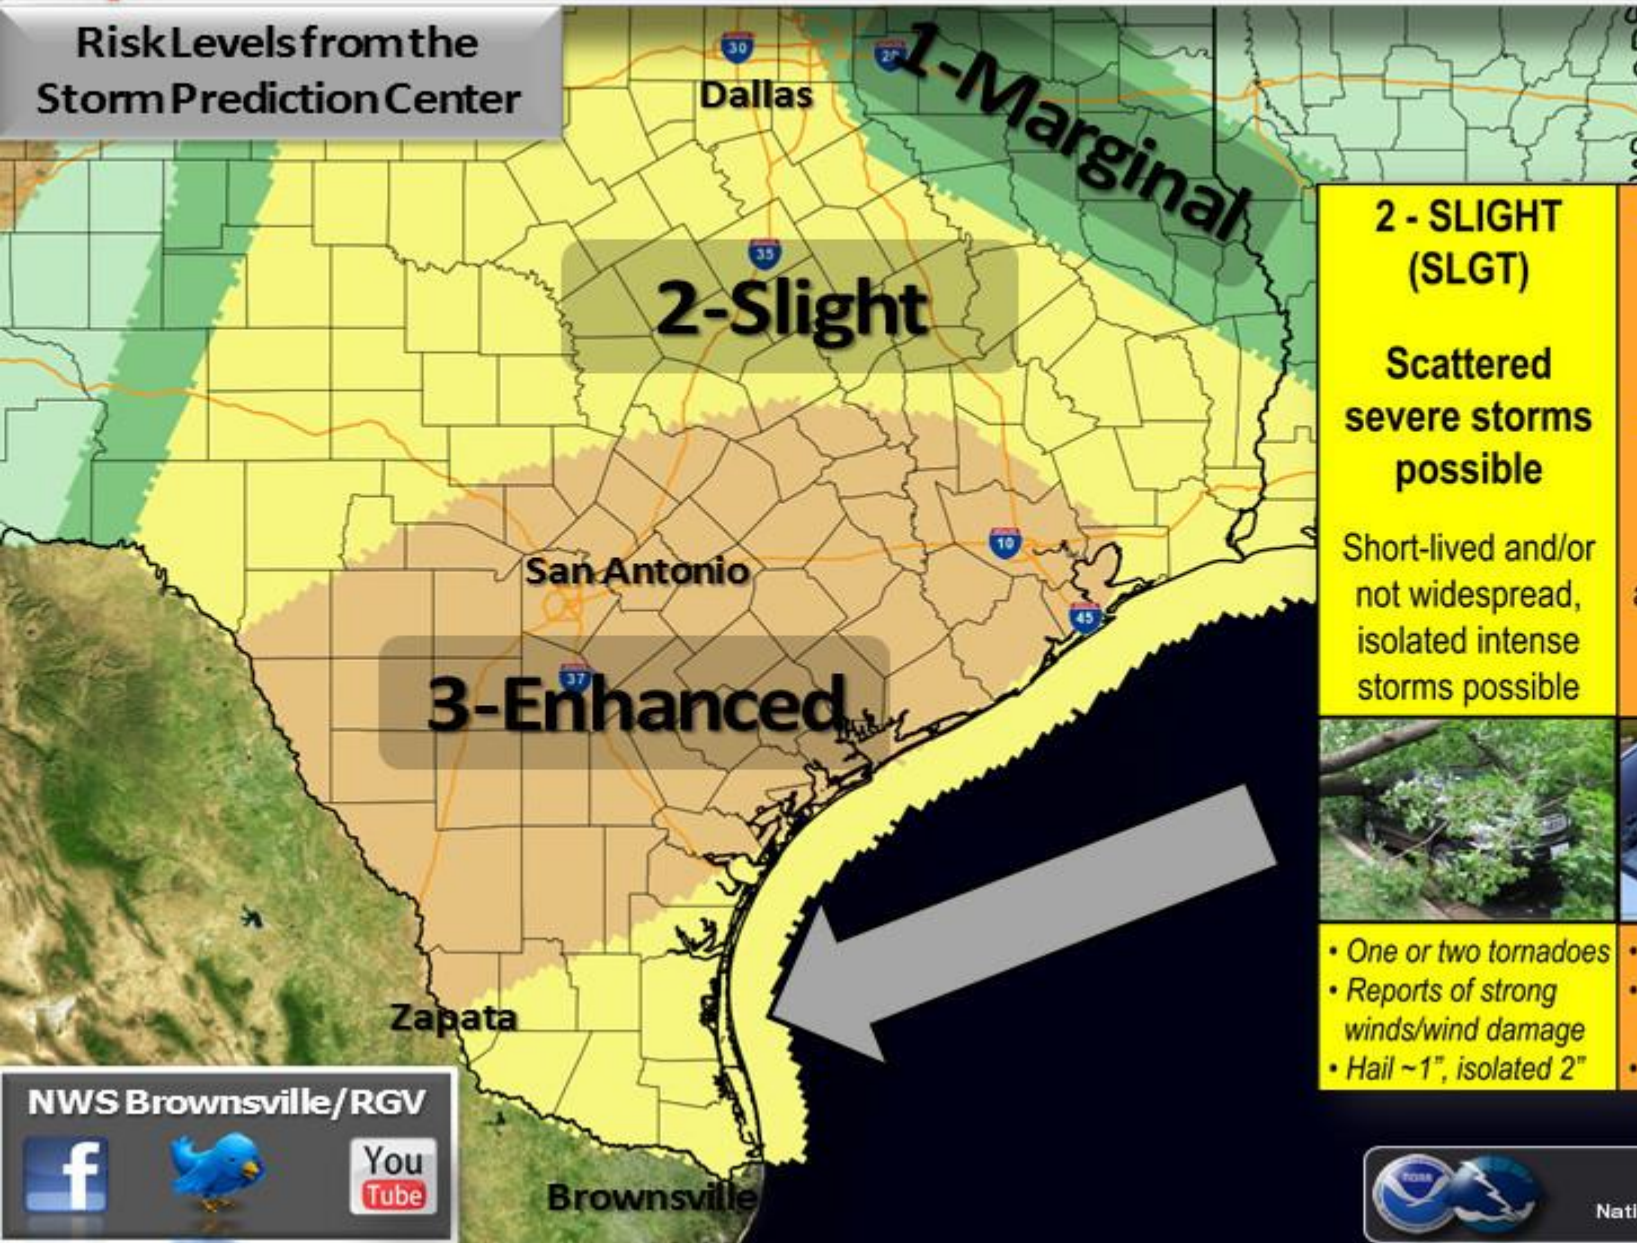 Risk Levels from the
Storm Prediction Center
30
20
Dallas
1-Marginal
35
2-Slight
10
San Antonio
45
37
3-Enhanced
Zapata
Brownsville
2 - SLIGHT
(SLGT)
Scattered
severe storms
possible
Short-lived and/or
not widespread,
isolated intense
storms possible
• One or two tornadoes
• Reports of strong
winds/wind damage
• Hail ~1”, isolated 2”
NWS Brownsville/RGV
f
You
Tube
NOAA